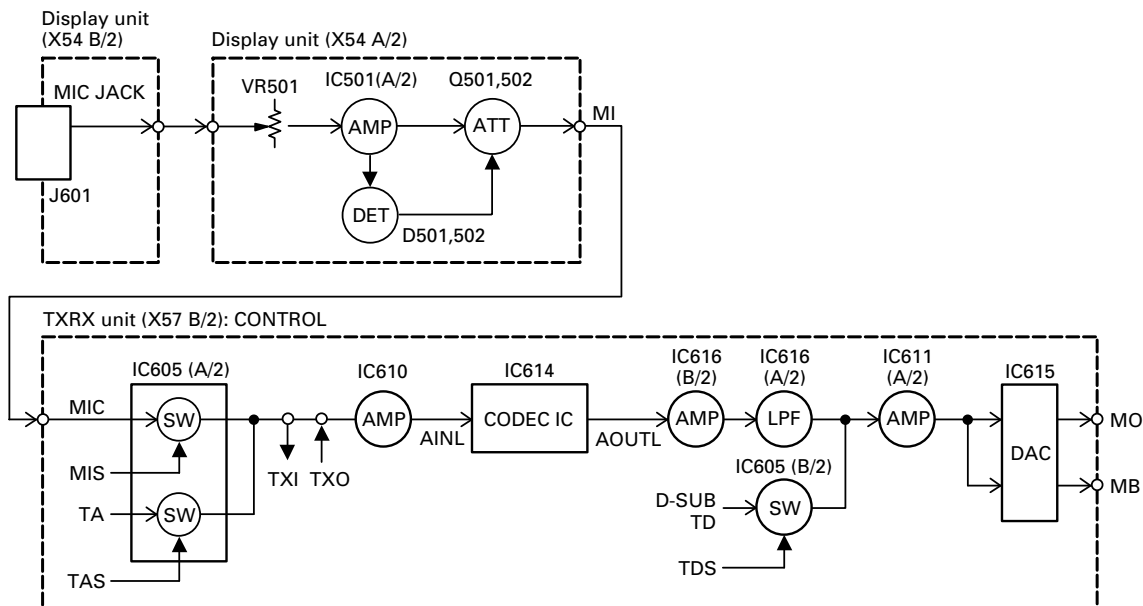 Display unit
(X54 B/2)
Display unit (X54 A/2)
MIC JACK
VR501
IC501(A/2)
Q501,502
AMP
ATT
MI
J601
DET
D501,502
TXRX unit (X57 B/2): CONTROL
IC605 (A/2)
IC610
IC614
IC616
(B/2)
IC616
(A/2)
IC611
(A/2)
IC615
MIC
SW
AMP
CODEC IC
AMP
LPF
AMP
MO
AINL
AOUTL
DAC
MIS
TXI
TXO
IC605 (B/2)
MB
TA
SW
D-SUB
TD
SW
TAS
TDS